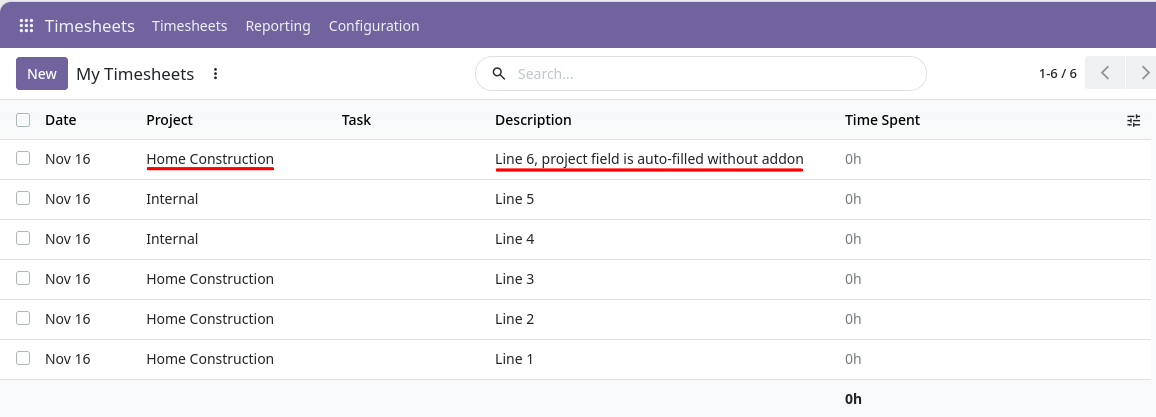 Timesheets Timesheets Reporting Configuration
New My Timesheets Search... 1-6 / 6
Date Project Task Description Time Spent
Nov 16 Home Construction Line 6, project field is auto-filled without addon 0h
Nov 16 Internal Line 5 0h
Nov 16 Internal Line 4 0h
Nov 16 Home Construction Line 3 0h
Nov 16 Home Construction Line 2 0h
Nov 16 Home Construction Line 1 0h
0h